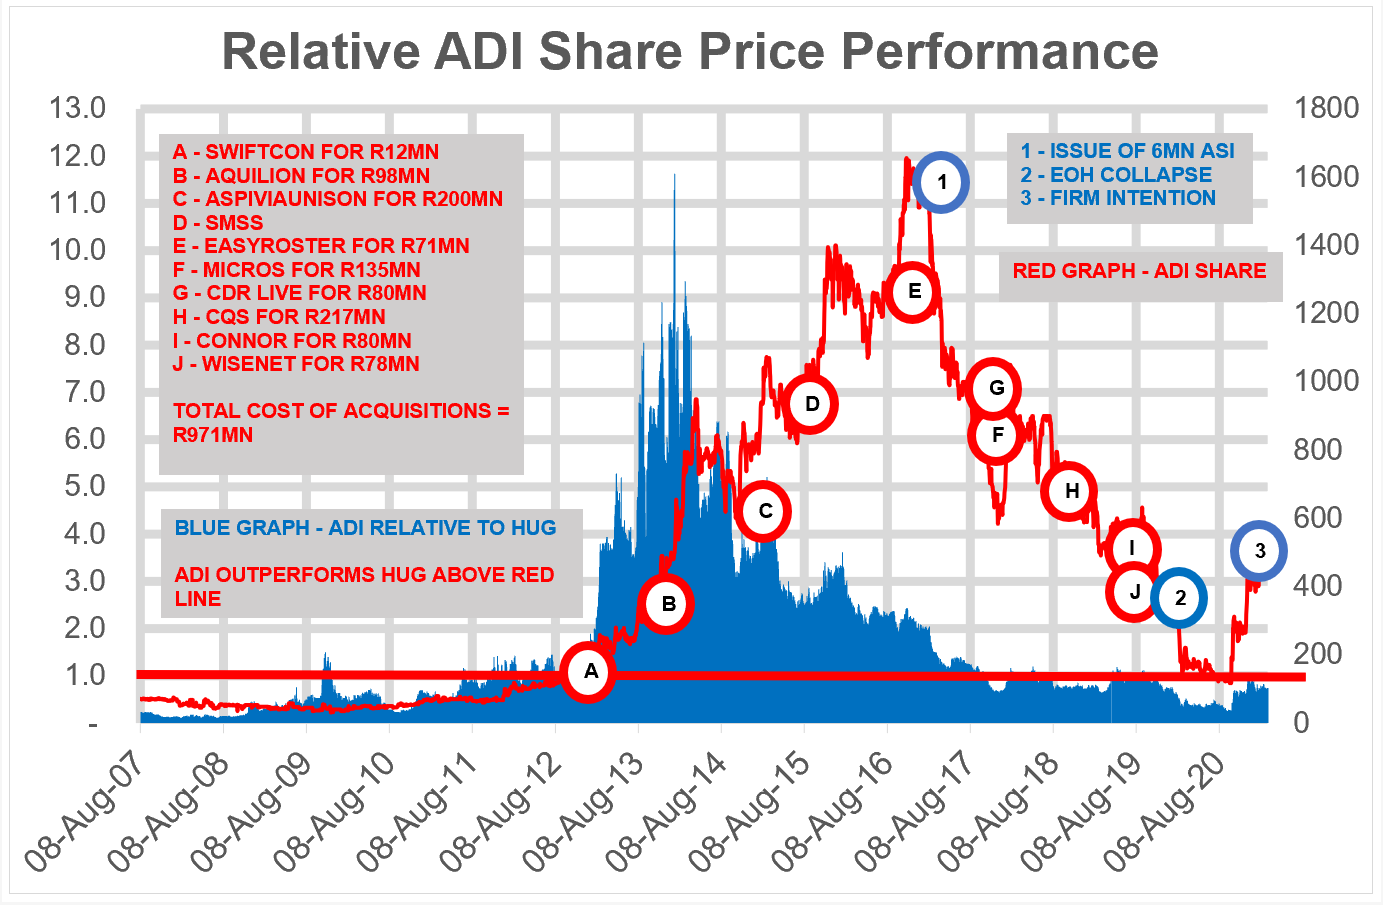 Relative ADI Share Price Performance
13.0
12.0
11.0
10.0
9.0
8.0
7.0
6.0
5.0
4.0
3.0
2.0
1.0
-
A - SWIFTCON FOR R12MN
B - AQUILION FOR R98MN
C - ASPIVIAUNISON FOR R200MN
D - SMSS
E - EASYROSTER FOR R71MN
F - MICROS FOR R135MN
G - CDR LIVE FOR R80MN
H - CQS FOR R217MN
I - CONNOR FOR R80MN
J - WISENET FOR R78MN
TOTAL COST OF ACQUISITIONS =
R971MN
BLUE GRAPH - ADI RELATIVE TO HUG
ADI OUTPERFORMS HUG ABOVE RED
LINE
1 - ISSUE OF 6MN ASI
2 - EOH COLLAPSE
3 - FIRM INTENTION
RED GRAPH - ADI SHARE
A
B
C
D
E
1
G
F
H
I
J
2
3
1800
1600
1400
1200
1000
800
600
400
200
0
08-Aug-07
08-Aug-08
08-Aug-09
08-Aug-10
08-Aug-11
08-Aug-12
08-Aug-13
08-Aug-14
08-Aug-15
08-Aug-16
08-Aug-17
08-Aug-18
08-Aug-19
08-Aug-20